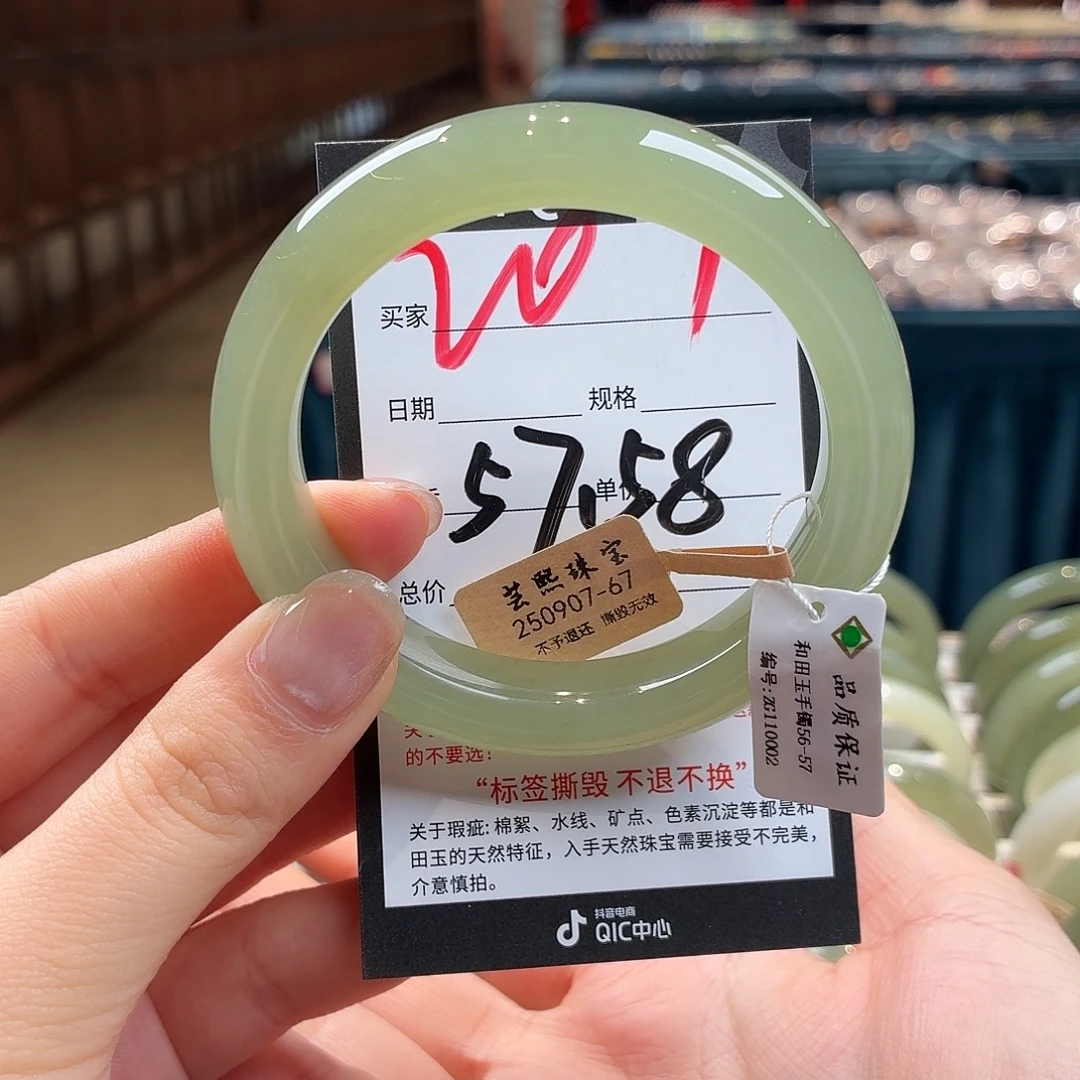 买家
日期
规格
57.58
单价
总价
芸熙珠宝
250907-67
不予退还 撕毁无效
品质保证
和田玉手镯56-57
编号:ZG110002
的不要选!
“标签撕毁 不退不换”
关于瑕疵:棉絮、水线、矿点、色素沉淀等都是和
田玉的天然特征，入手天然珠宝需要接受不完美，
介意慎拍。
抖音电商
QIC中心